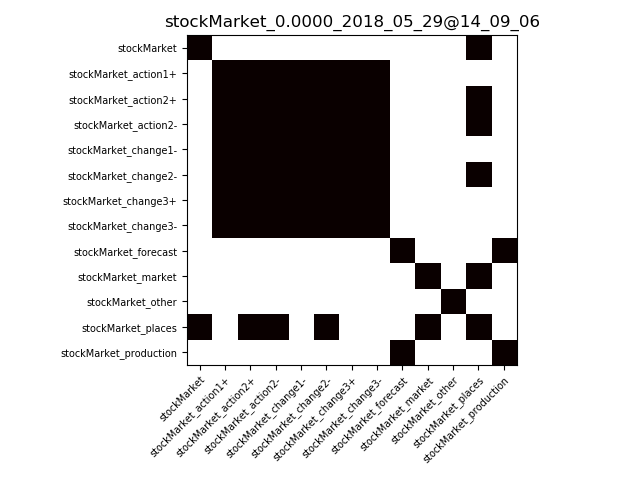 stockMarket_0.0000_2018_05_29@14_09_06
stockMarket
stockMarket_action1+
stockMarket_action2+
stockMarket_action2-
stockMarket_change1-
stockMarket_change2-
stockMarket_change3+
stockMarket_change3-
stockMarket_forecast
stockMarket_market
stockMarket_other
stockMarket_places
stockMarket_production
stockMarket
stockMarket_action1+
stockMarket_action2+
stockMarket_action2-
stockMarket_change1-
stockMarket_change2-
stockMarket_change3+
stockMarket_change3-
stockMarket_forecast
stockMarket_market
stockMarket_other
stockMarket_places
stockMarket_production